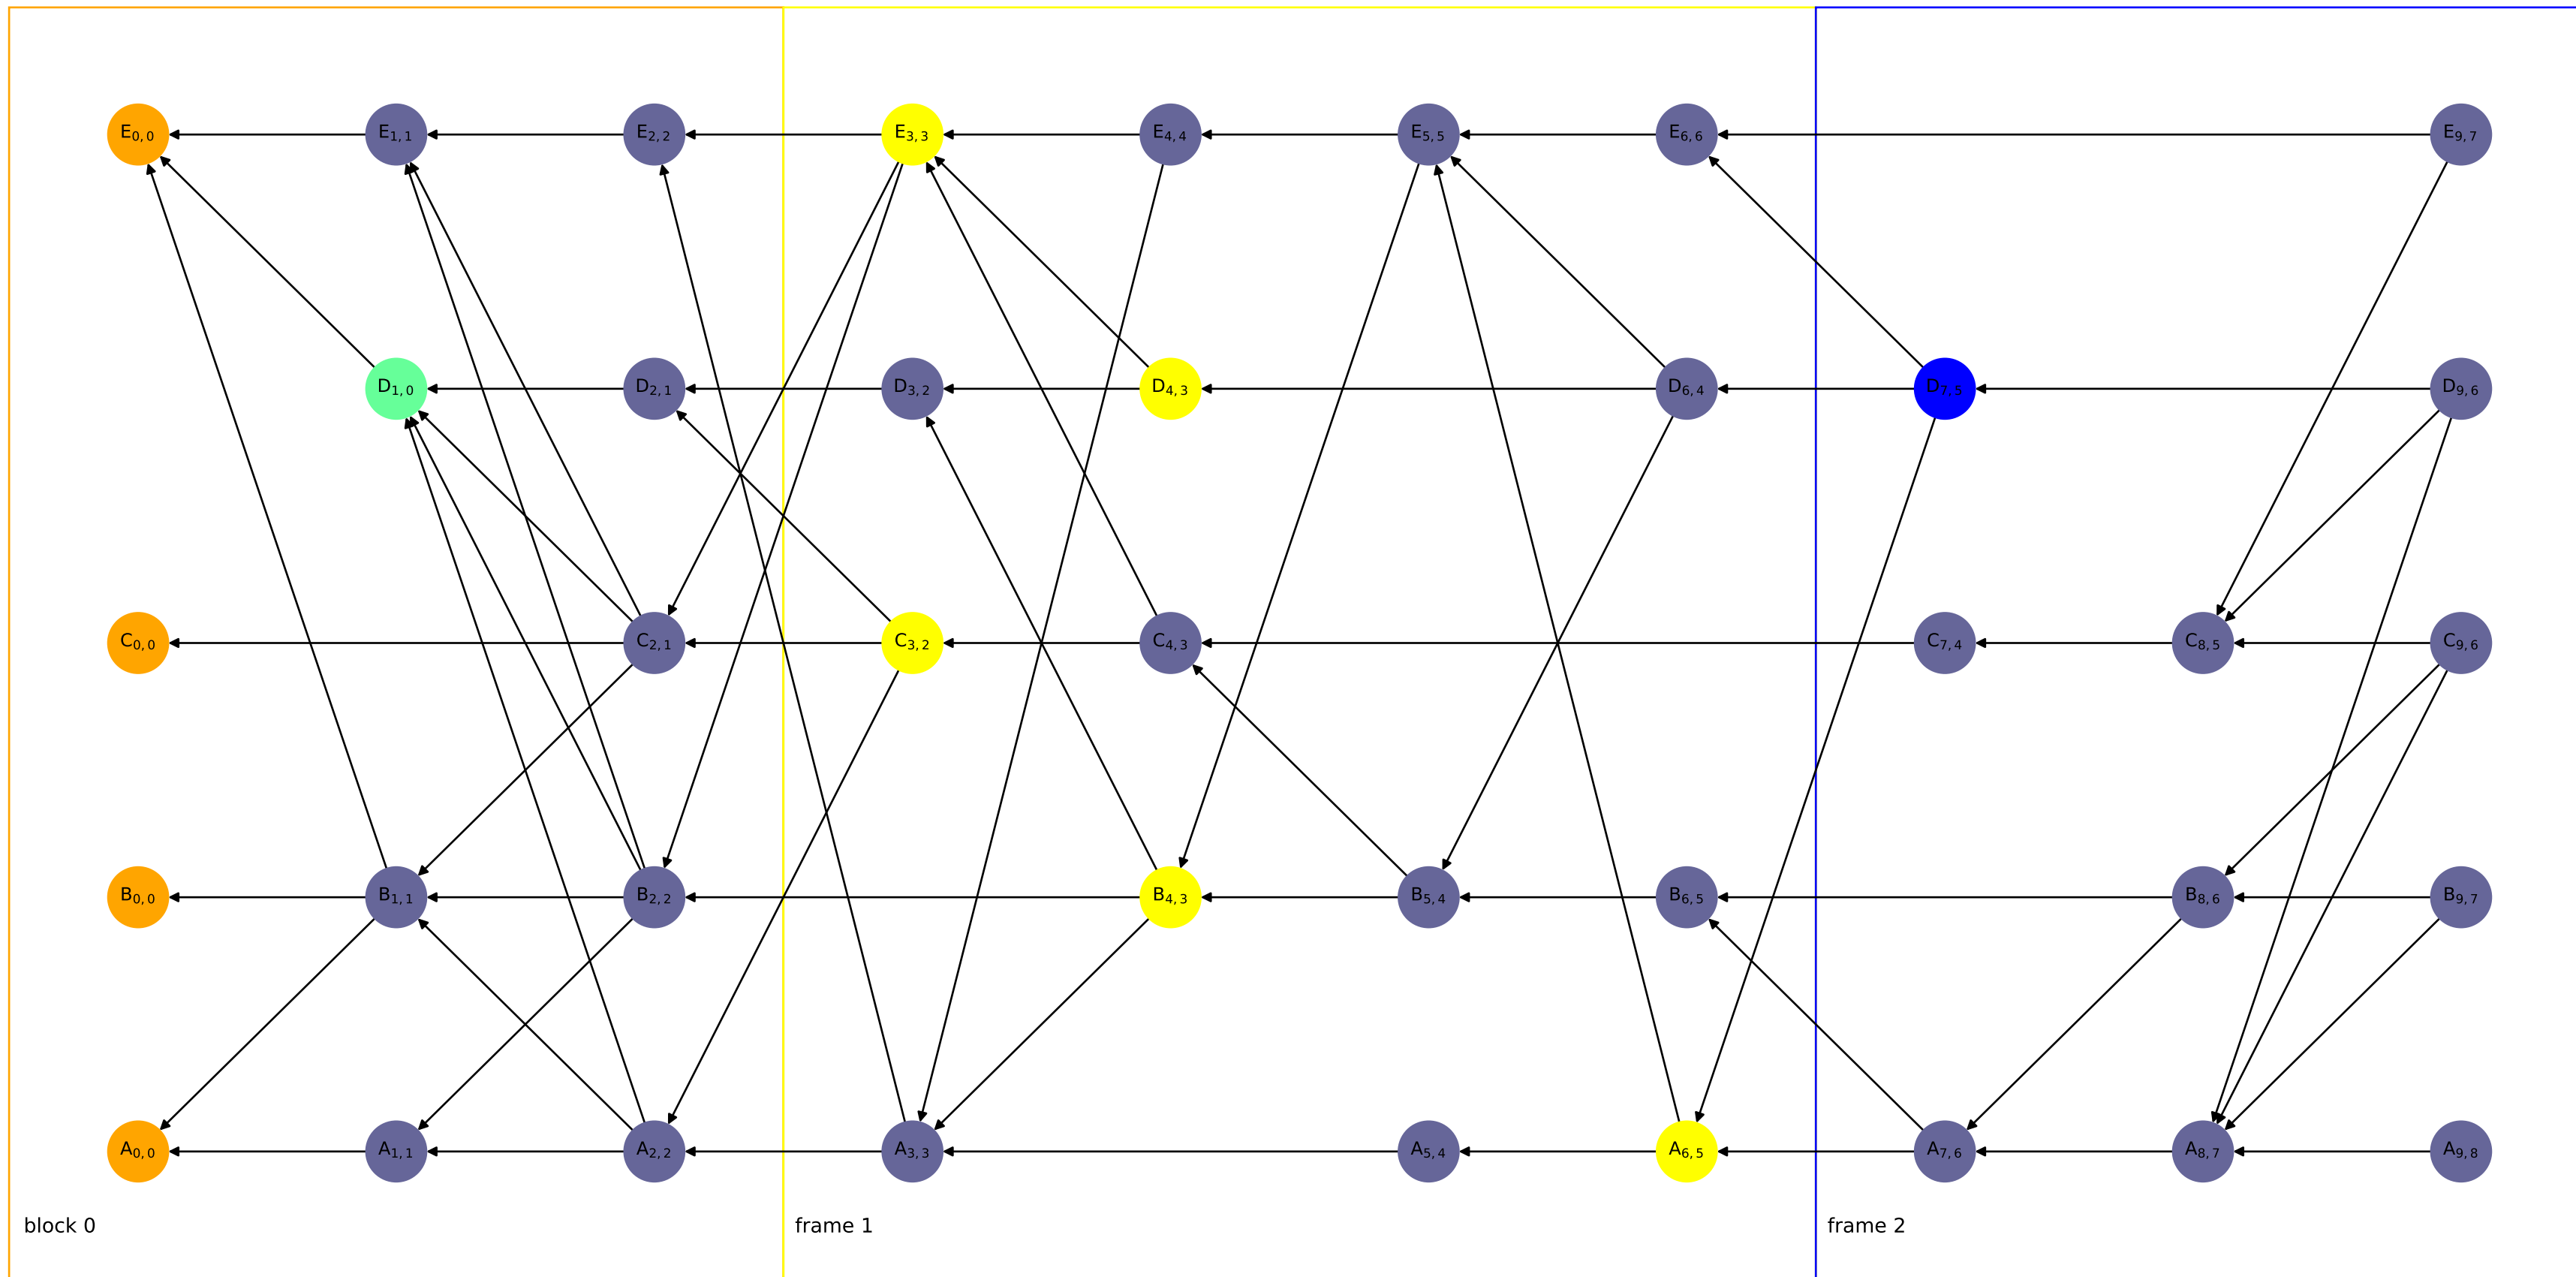 E0,0 E1,1 E2,2 E3,3 E4,4 E5,5 E6,6 E9,7
D1,0 D2,1 D3,2 D4,3 D6,4 D7,5 D9,6
C0,0 C2,1 C3,2 C4,3 C7,4 C8,5 C9,6
B0,0 B1,1 B2,2 B4,3 B5,4 B6,5 B8,6 B9,7
A0,0 A1,1 A2,2 A3,3 A5,4 A6,5 A7,6 A8,7 A9,8
block 0 frame 1 frame 2